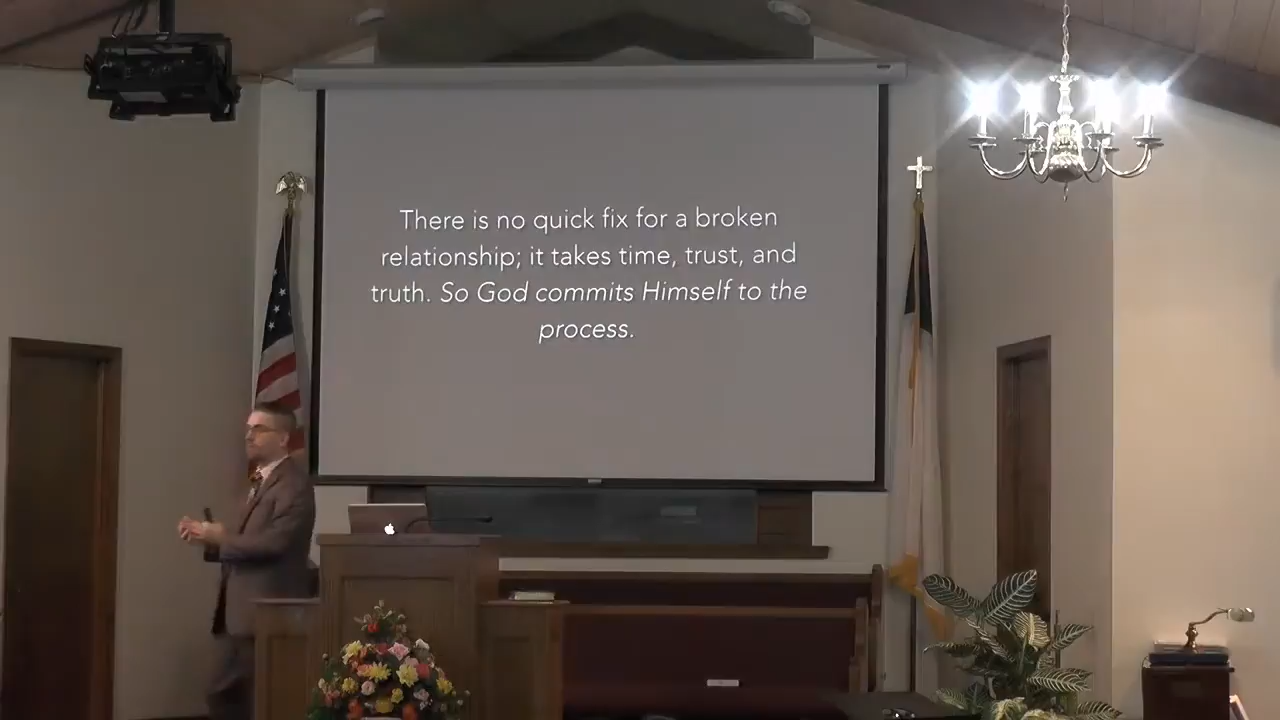 There is no quick fix for a broken
relationship; it takes time, trust, and
truth. So God commits Himself to the
process.